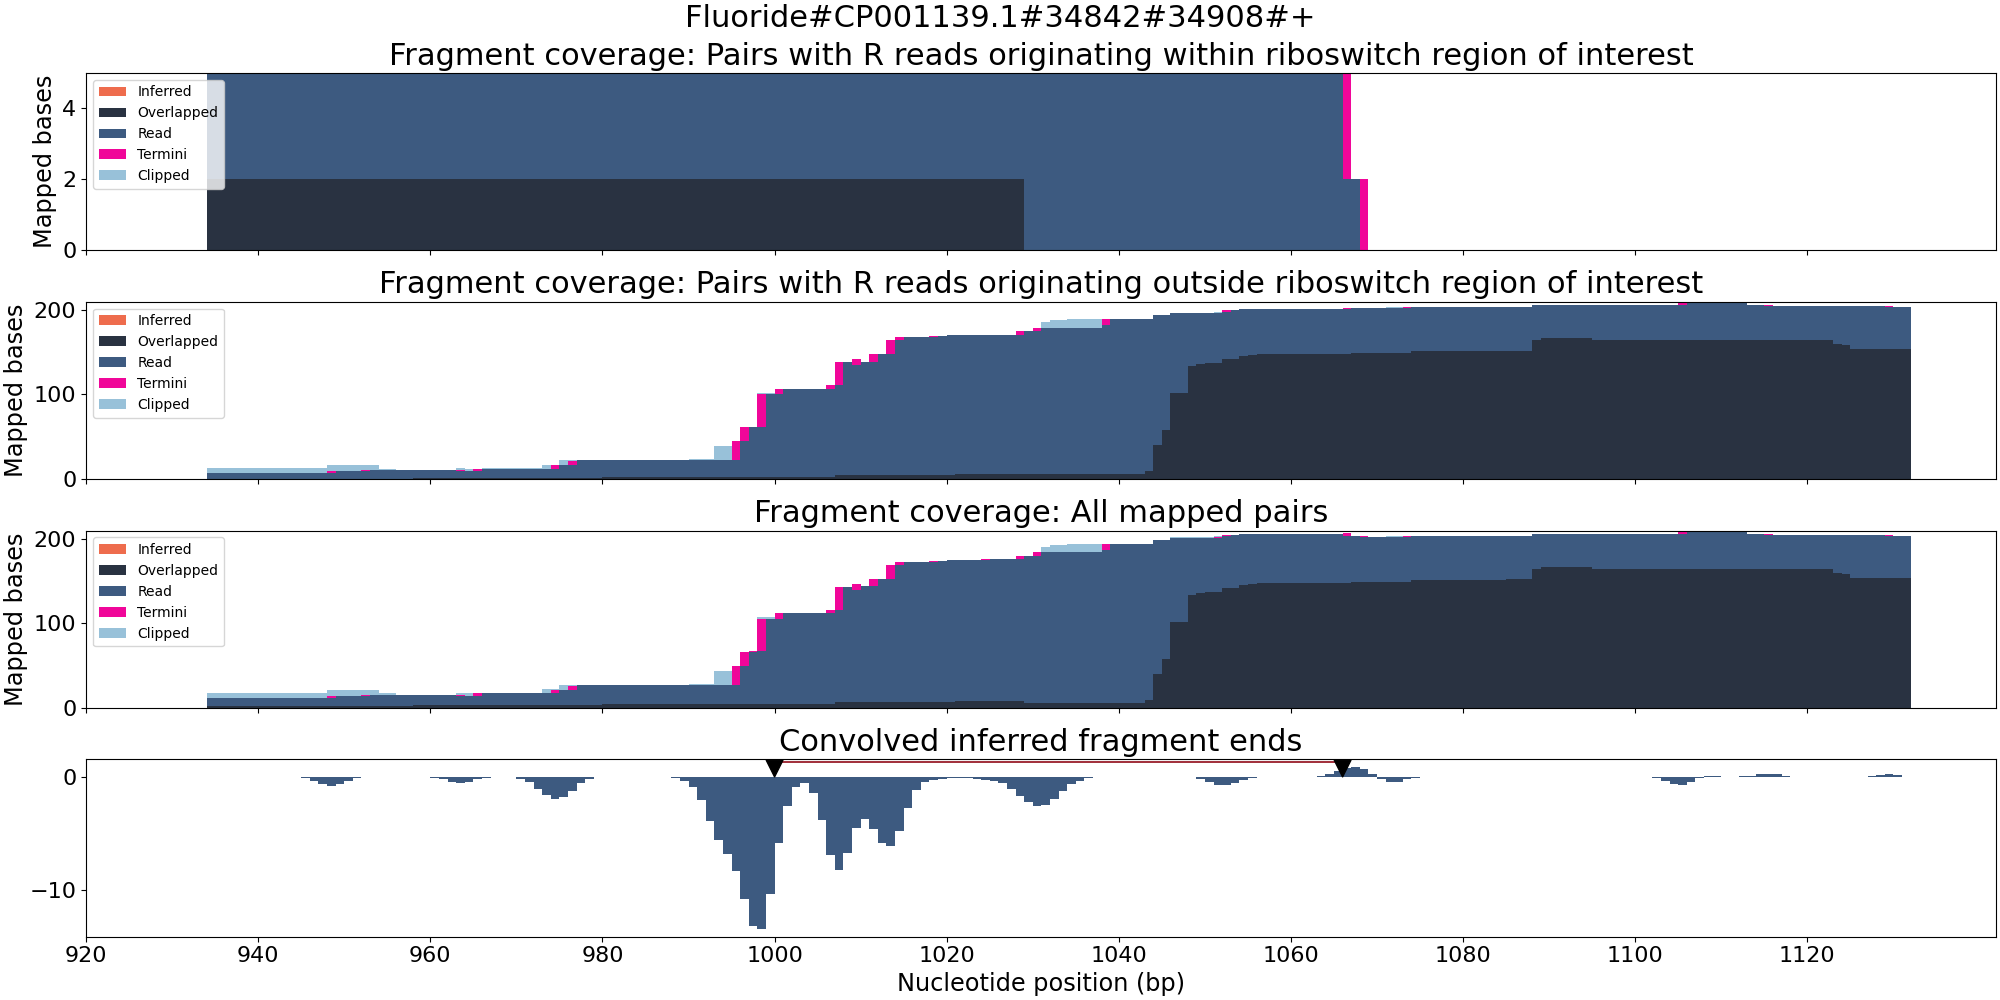 Fluoride#CP001139.1#34842#34908#+
Fragment coverage: Pairs with R reads originating within riboswitch region of interest
Mapped bases
4
2
0
Inferred
Overlapped
Read
Termini
Clipped
Fragment coverage: Pairs with R reads originating outside riboswitch region of interest
Mapped bases
200
100
0
Inferred
Overlapped
Read
Termini
Clipped
Fragment coverage: All mapped pairs
Mapped bases
200
100
0
Inferred
Overlapped
Read
Termini
Clipped
Convolved inferred fragment ends
0
−10
920 940 960 980 1000 1020 1040 1060 1080 1100 1120
Nucleotide position (bp)